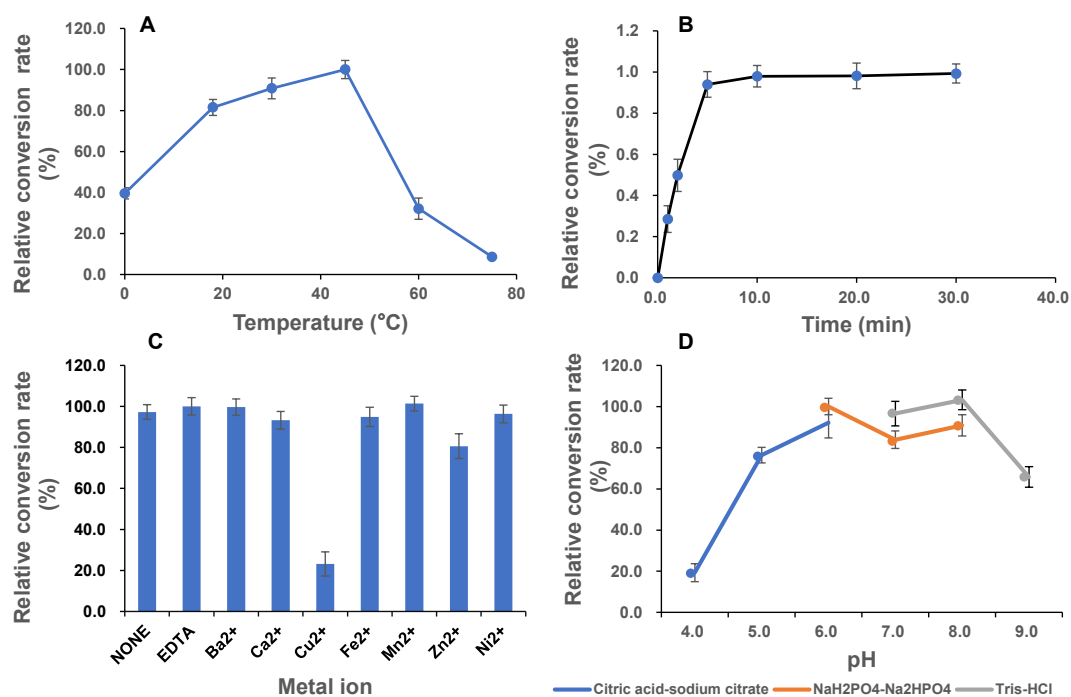 A
Relative conversion rate
(%)
120.0
100.0
80.0
60.0
40.0
20.0
0.0
0 20 40 60 80
Temperature (°C)
B
Relative conversion rate
(%)
1.2
1.0
0.8
0.6
0.4
0.2
0.0
0.0 10.0 20.0 30.0 40.0
Time (min)
C
Relative conversion rate
(%)
120.0
100.0
80.0
60.0
40.0
20.0
0.0
NONE EDTA Ba2+ Ca2+ Cu2+ Fe2+ Mn2+ Zn2+ Ni2+
Metal ion
D
Relative conversion rate
(%)
120.0
100.0
80.0
60.0
40.0
20.0
0.0
4.0 5.0 6.0 7.0 8.0 9.0
pH
Citric acid-sodium citrate NaH2PO4-Na2HPO4 Tris-HCl